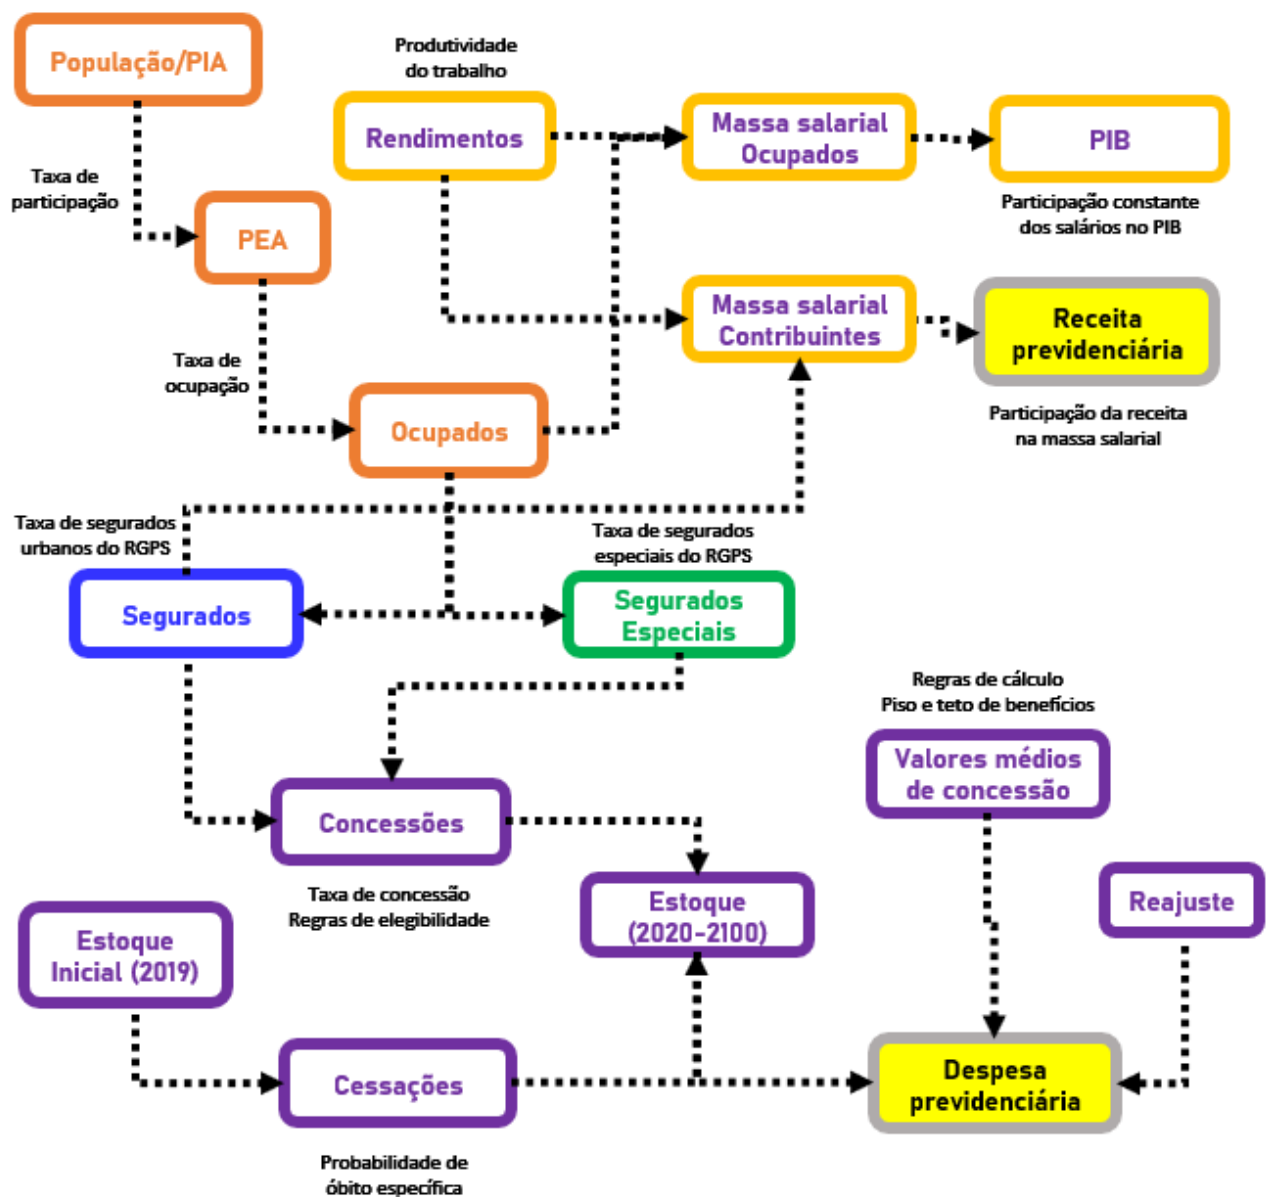 População/PIA
Produtividade
do trabalho
Rendimentos
Massa salarial
Ocupados
PIB
Taxa de
participação
Participação constante
dos salários no PIB
PEA
Massa salarial
Contribuintes
Receita
previdenciária
Taxa de
ocupação
Participação da receita
na massa salarial
Ocupados
Taxa de segurados
urbanos do RGPS
Taxa de segurados
especiais do RGPS
Segurados
Segurados
Especiais
Regras de cálculo
Piso e teto de benefícios
Valores médios
de concessão
Concessões
Taxa de concessão
Regras de elegibilidade
Estoque
(2020-2100)
Reajuste
Estoque
Inicial (2019)
Cessações
Despesa
previdenciária
Probabilidade de
óbito específica